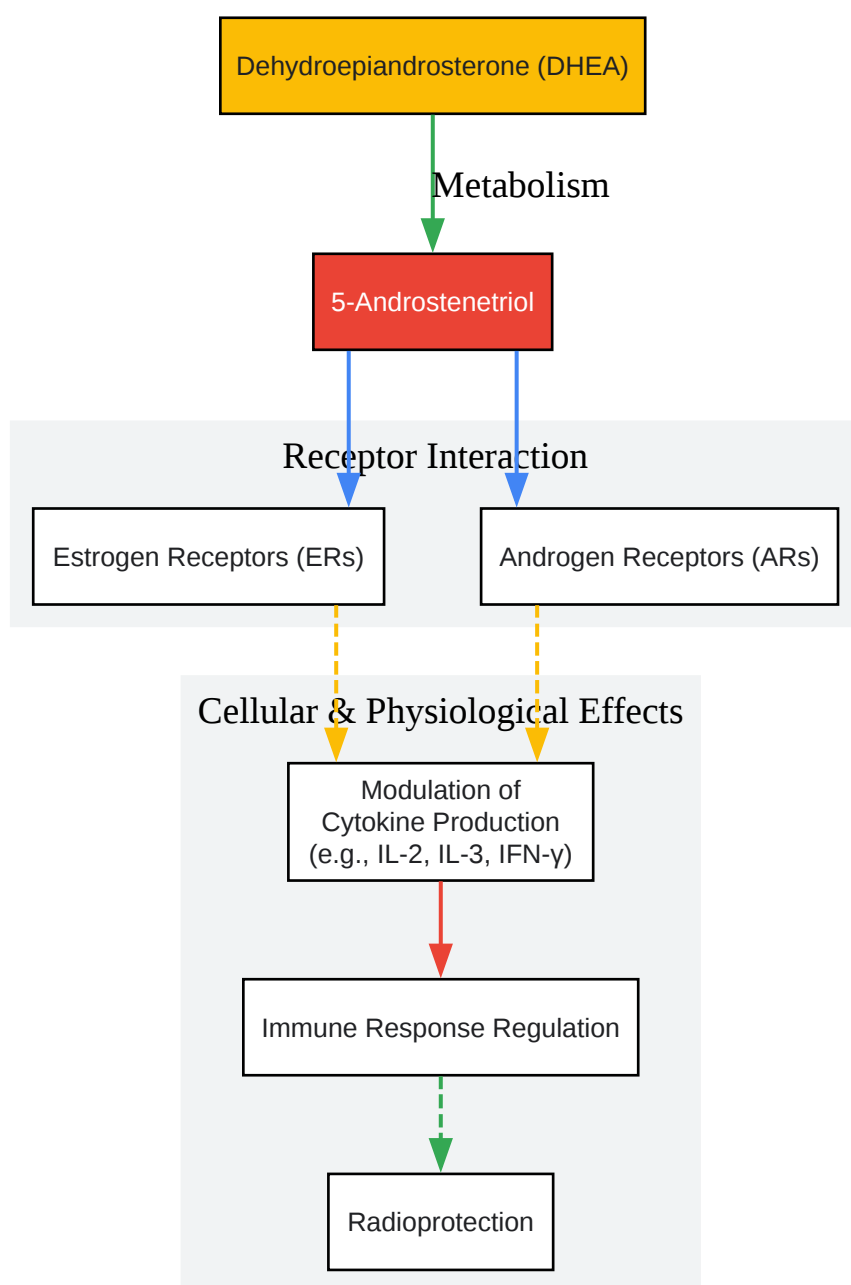 Dehydroepiandrosterone (DHEA)
Metabolism
5-Androstenetriol
Receptor Interaction
Estrogen Receptors (ERs)
Androgen Receptors (ARs)
Cellular & Physiological Effects
Modulation of
Cytokine Production
(e.g., IL-2, IL-3, IFN-γ)
Immune Response Regulation
Radioprotection